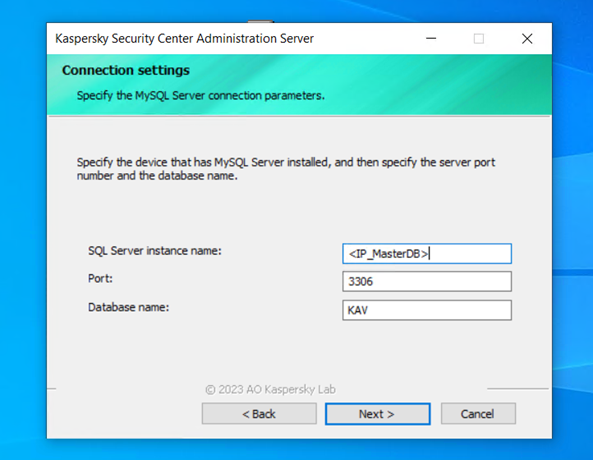 Kaspersky Security Center Administration Server
Connection settings
Specify the MySQL Server connection parameters.
Specify the device that has MySQL Server installed, and then specify the server port
number and the database name.
SQL Server instance name: <IP_MasterDB>
Port: 3306
Database name: KAV
© 2023 AO Kaspersky Lab
< Back Next > Cancel